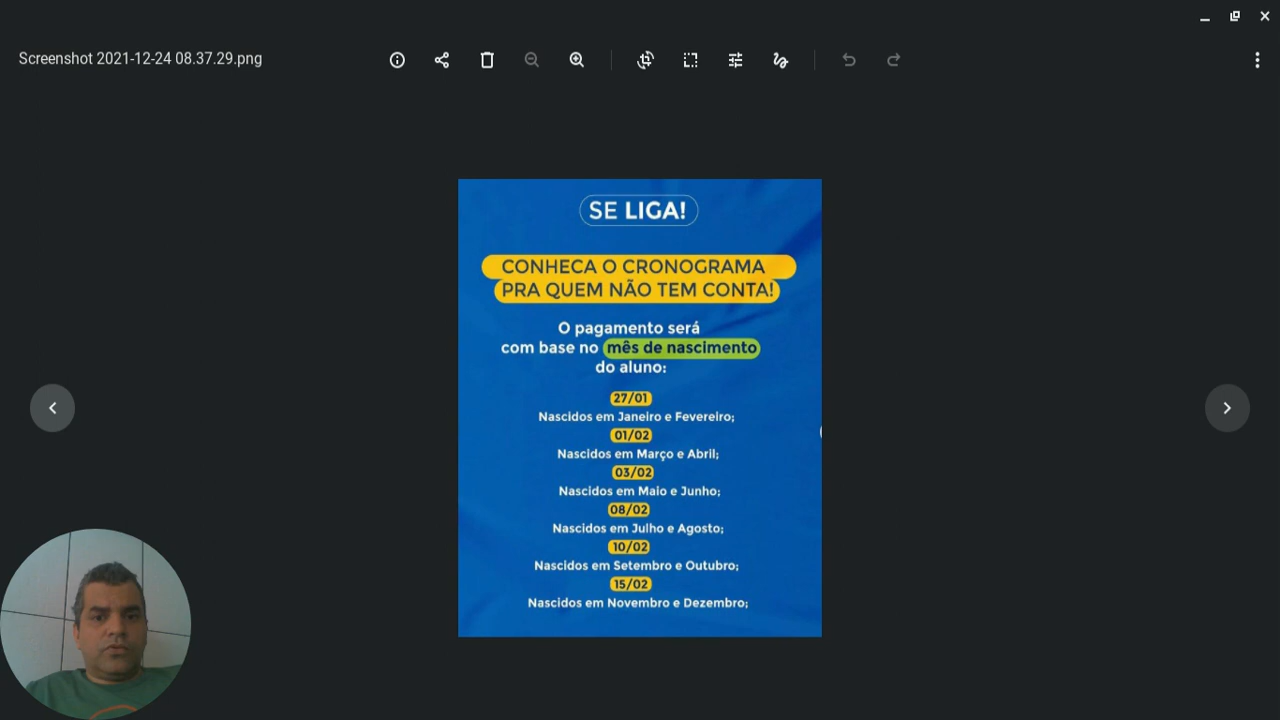 Screenshot 2021-12-24 08.37.29.png
SE LIGA!
CONHECA O CRONOGRAMA
PRA QUEM NÃO TEM CONTA!
O pagamento será
com base no mês de nascimento
do aluno:
27/01
Nascidos em Janeiro e Fevereiro;
01/02
Nascidos em Março e Abril;
03/02
Nascidos em Maio e Junho;
08/02
Nascidos em Julho e Agosto;
10/02
Nascidos em Setembro e Outubro;
15/02
Nascidos em Novembro e Dezembro;